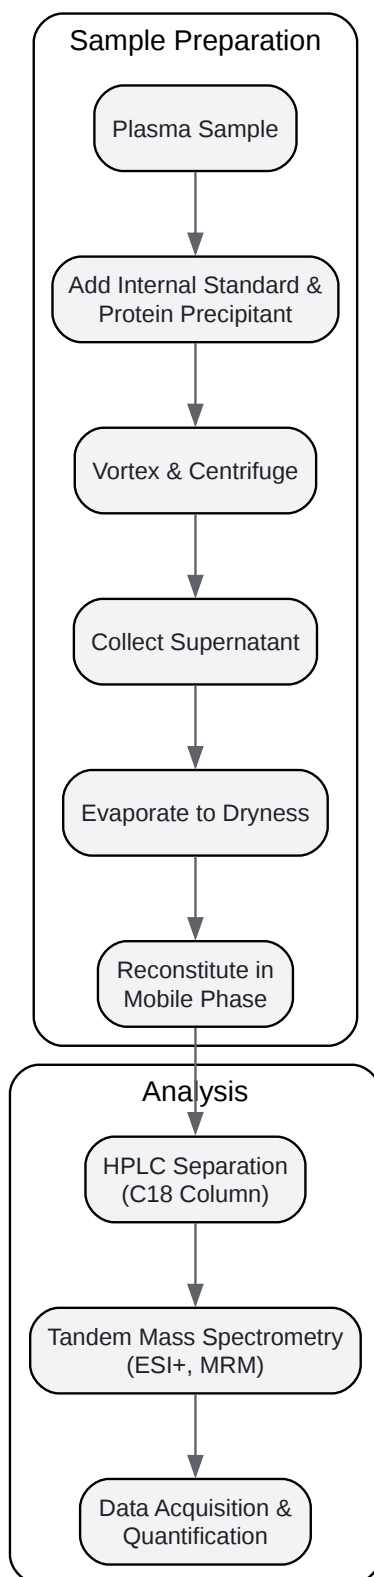 Sample Preparation
Plasma Sample
Add Internal Standard &
Protein Precipitant
Vortex & Centrifuge
Collect Supernatant
Evaporate to Dryness
Reconstitute in
Mobile Phase
Analysis
HPLC Separation
(C18 Column)
Tandem Mass Spectrometry
(ESI+, MRM)
Data Acquisition &
Quantification